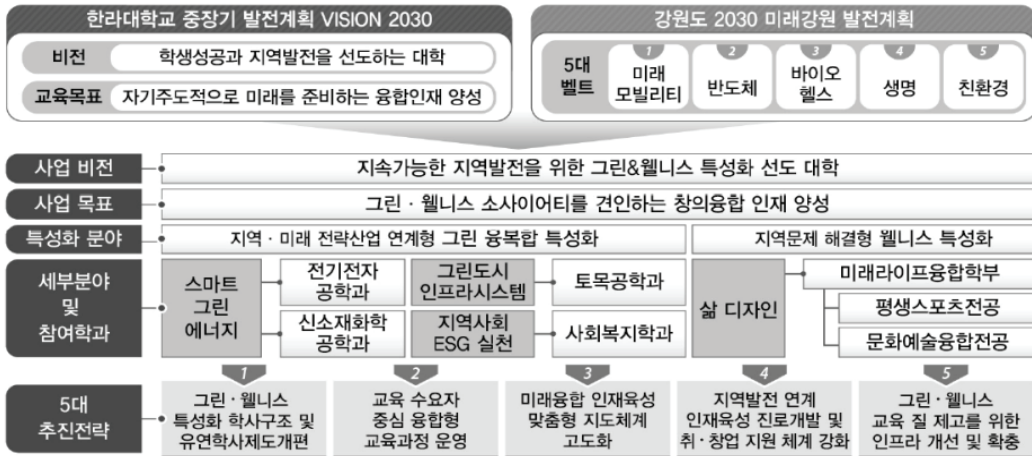 한라대학교 중장기 발전계획 VISION 2030
비전 학생성공과 지역발전을 선도하는 대학
교육목표 자기주도적으로 미래를 준비하는 융합인재 양성
강원도 2030 미래강원 발전계획
5대
벨트
1
미래
모빌리티
2
반도체
3
바이오
헬스
4
생명
5
친환경
사업 비전 지속가능한 지역발전을 위한 그린&웰니스 특성화 선도 대학
사업 목표 그린 · 웰니스 소사이어티를 견인하는 창의융합 인재 양성
특성화 분야 지역 · 미래 전략산업 연계형 그린 융복합 특성화 지역문제 해결형 웰니스 특성화
세부분야
및
참여학과
스마트
그린
에너지
전기전자
공학과
신소재화학
공학과
그린도시
인프라시스템
토목공학과
지역사회
ESG 실천
사회복지학과
삶 디자인
미래라이프융합학부
평생스포츠전공
문화예술융합전공
5대
추진전략
1
그린 · 웰니스
특성화 학사구조 및
유연학사제도개편
2
교육 수요자
중심 융합형
교육과정 운영
3
미래융합 인재육성
맞춤형 지도체계
고도화
4
지역발전 연계
인재육성 진로개발 및
취 · 창업 지원 체계 강화
5
그린 · 웰니스
교육 질 제고를 위한
인프라 개선 및 확충